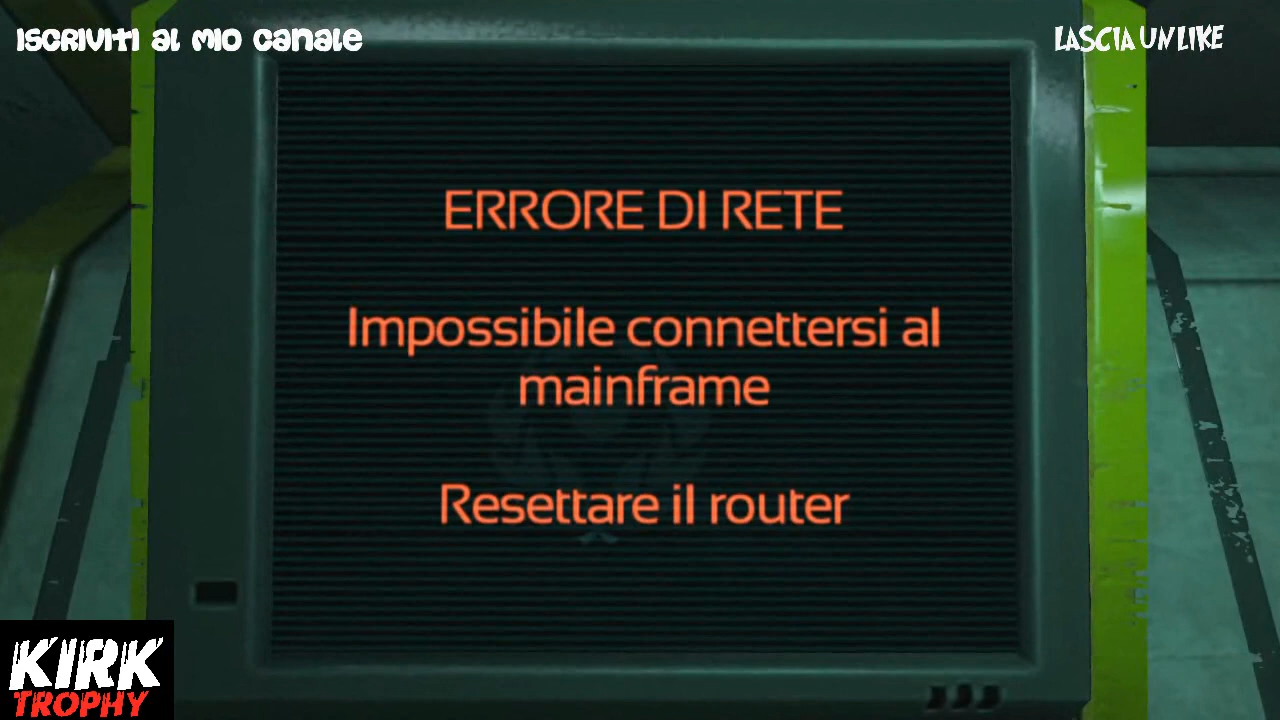 Iscriviti al mio canale
LASCIA UN LIKE
ERRORE DI RETE
Impossibile connettersi al
mainframe
Resettare il router
KIRK
TROPHY